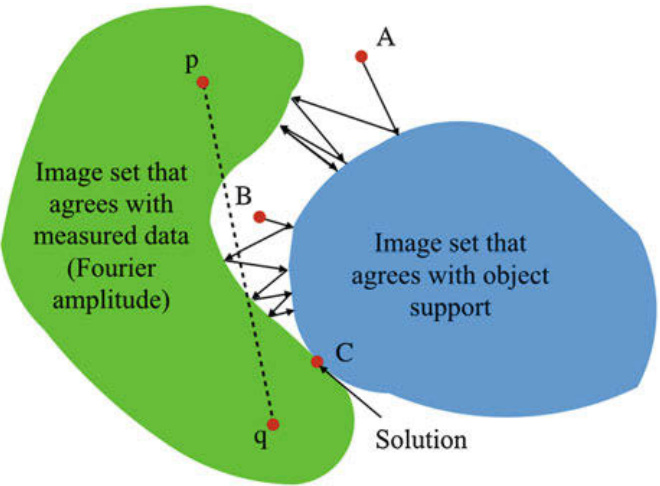 A
p
Image set that
agrees with
measured data
(Fourier
amplitude)
B
Image set that
agrees with object
support
C
q
Solution